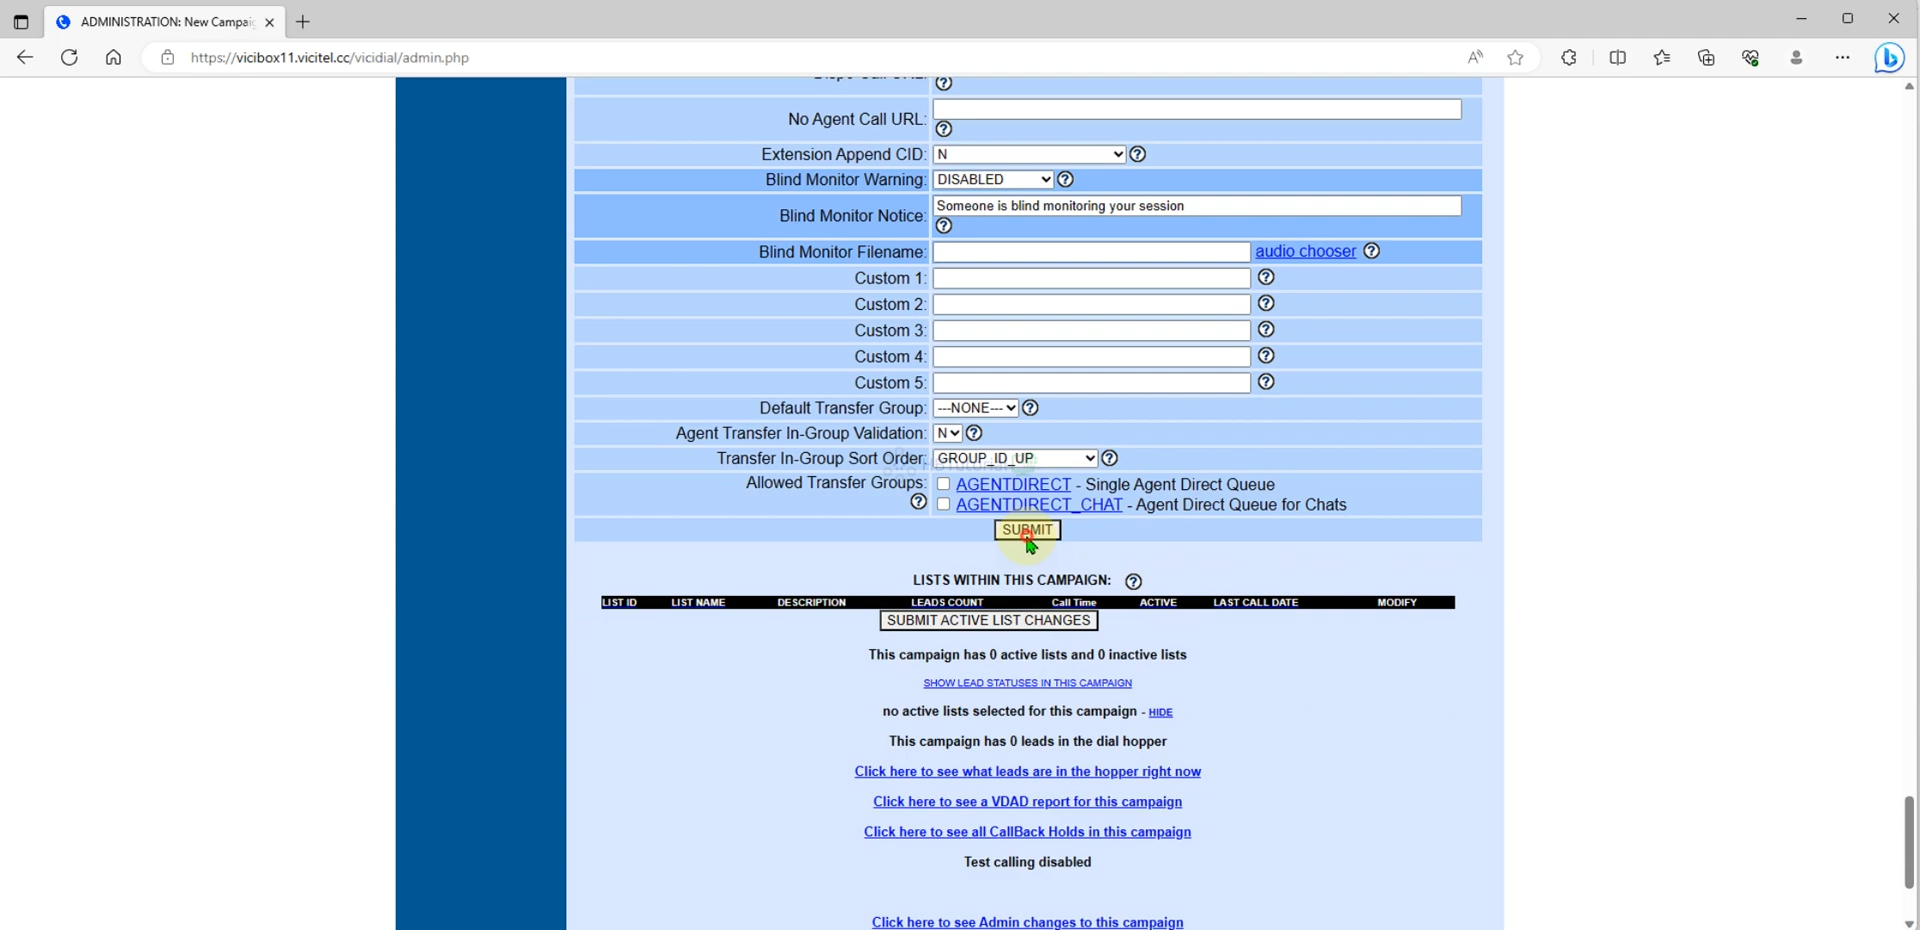 ADMINISTRATION: New Campai
https://vicibox11.vicitel.cc/vicidial/admin.php
No Agent Call URL:
Extension Append CID: N
Blind Monitor Warning: DISABLED
Blind Monitor Notice: Someone is blind monitoring your session
Blind Monitor Filename: audio chooser
Custom 1:
Custom 2:
Custom 3:
Custom 4:
Custom 5:
Default Transfer Group: ---NONE---
Agent Transfer In-Group Validation: N
Transfer In-Group Sort Order: GROUP_ID_UP
Allowed Transfer Groups: AGENTDIRECT - Single Agent Direct Queue
AGENTDIRECT_CHAT - Agent Direct Queue for Chats
SUBMIT
LISTS WITHIN THIS CAMPAIGN:
LIST ID LIST NAME DESCRIPTION LEADS COUNT Call Time ACTIVE LAST CALL DATE MODIFY
SUBMIT ACTIVE LIST CHANGES
This campaign has 0 active lists and 0 inactive lists
SHOW LEAD STATUSES IN THIS CAMPAIGN
no active lists selected for this campaign - HIDE
This campaign has 0 leads in the dial hopper
Click here to see what leads are in the hopper right now
Click here to see a VDAD report for this campaign
Click here to see all CallBack Holds in this campaign
Test calling disabled
Click here to see Admin changes to this campaign